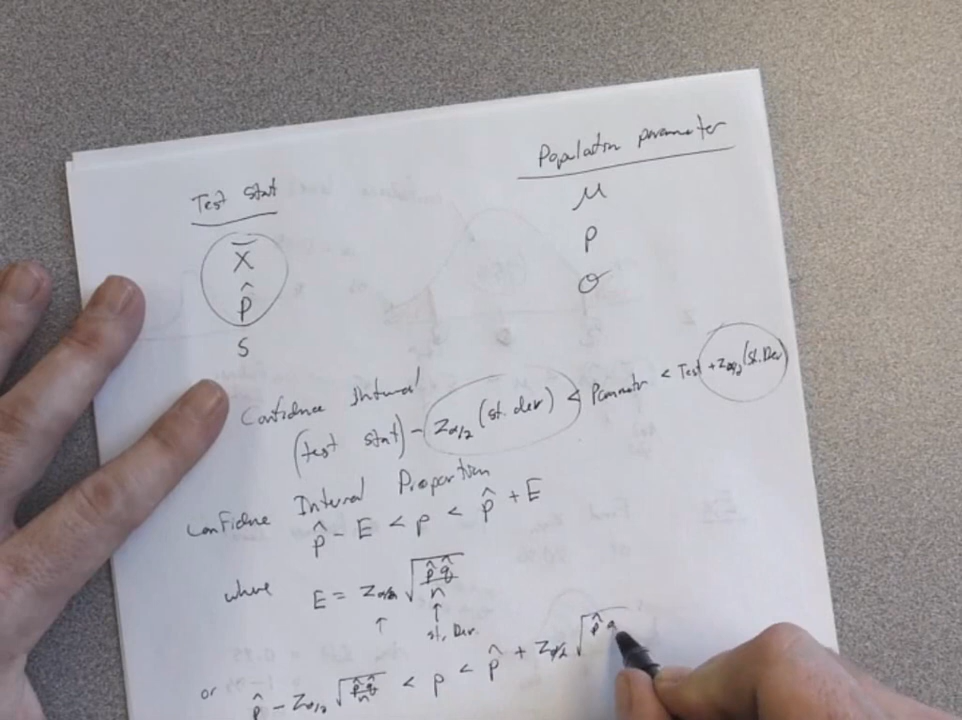 Test stat
Population parameter
x̄
μ
p̂
p
s
σ
Confidence Interval
(test stat) - Zα/2 (st. dev) < Parameter < Test + Zα/2 (St. Dev)
Confidence Interval Proportion
p̂ - E < p < p̂ + E
where E = Zα/2 √(p̂q̂/n)
↑ ↑
st. Dev.
or p̂ - Zα/2 √(p̂q̂/n) < p < p̂ + Zα/2 √p̂q